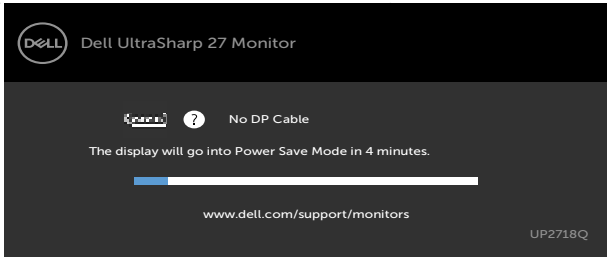 DELL
Dell UltraSharp 27 Monitor
? No DP Cable
The display will go into Power Save Mode in 4 minutes.
www.dell.com/support/monitors
UP2718Q